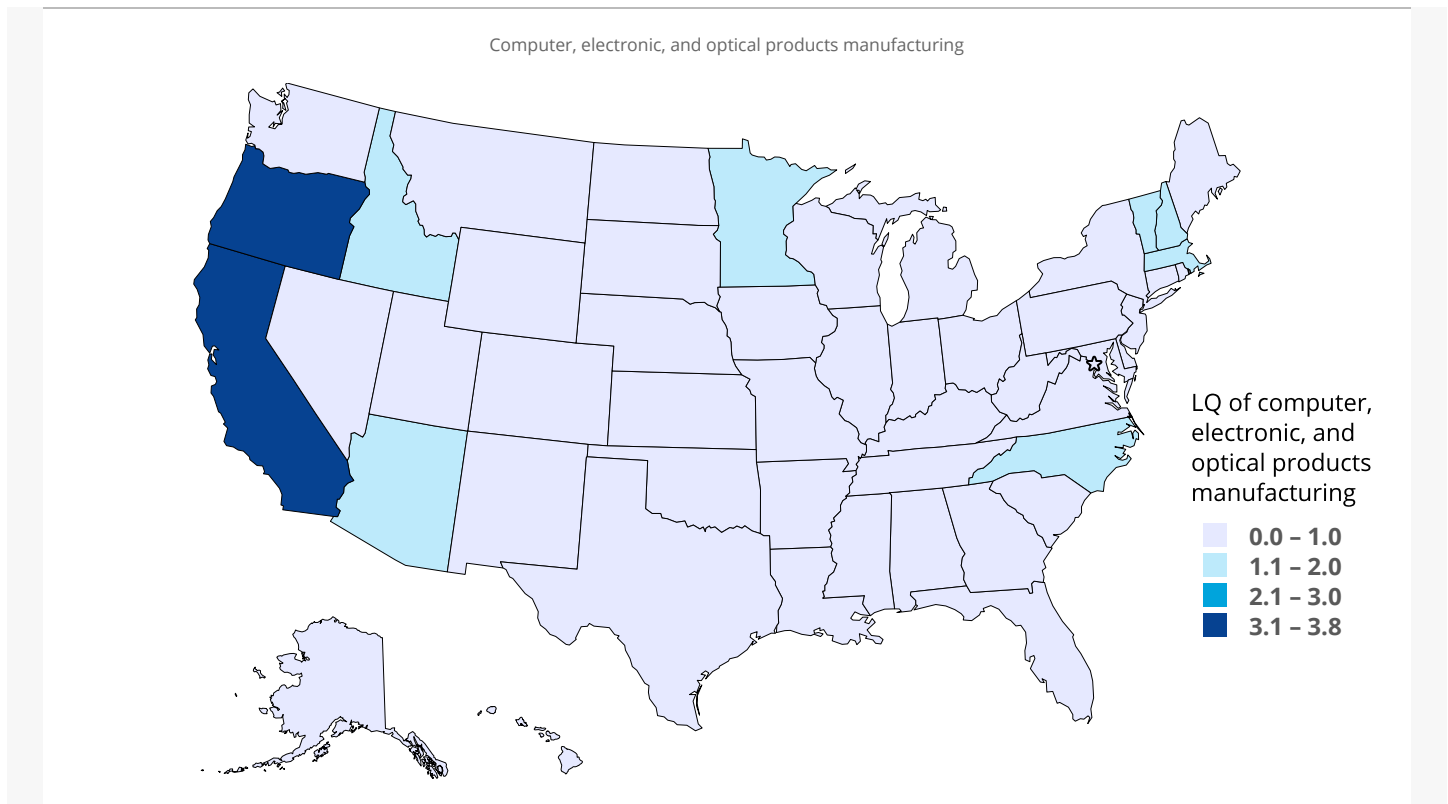 Computer, electronic, and optical products manufacturing
LQ of computer,
electronic, and
optical products
manufacturing
0.0 – 1.0
1.1 – 2.0
2.1 – 3.0
3.1 – 3.8